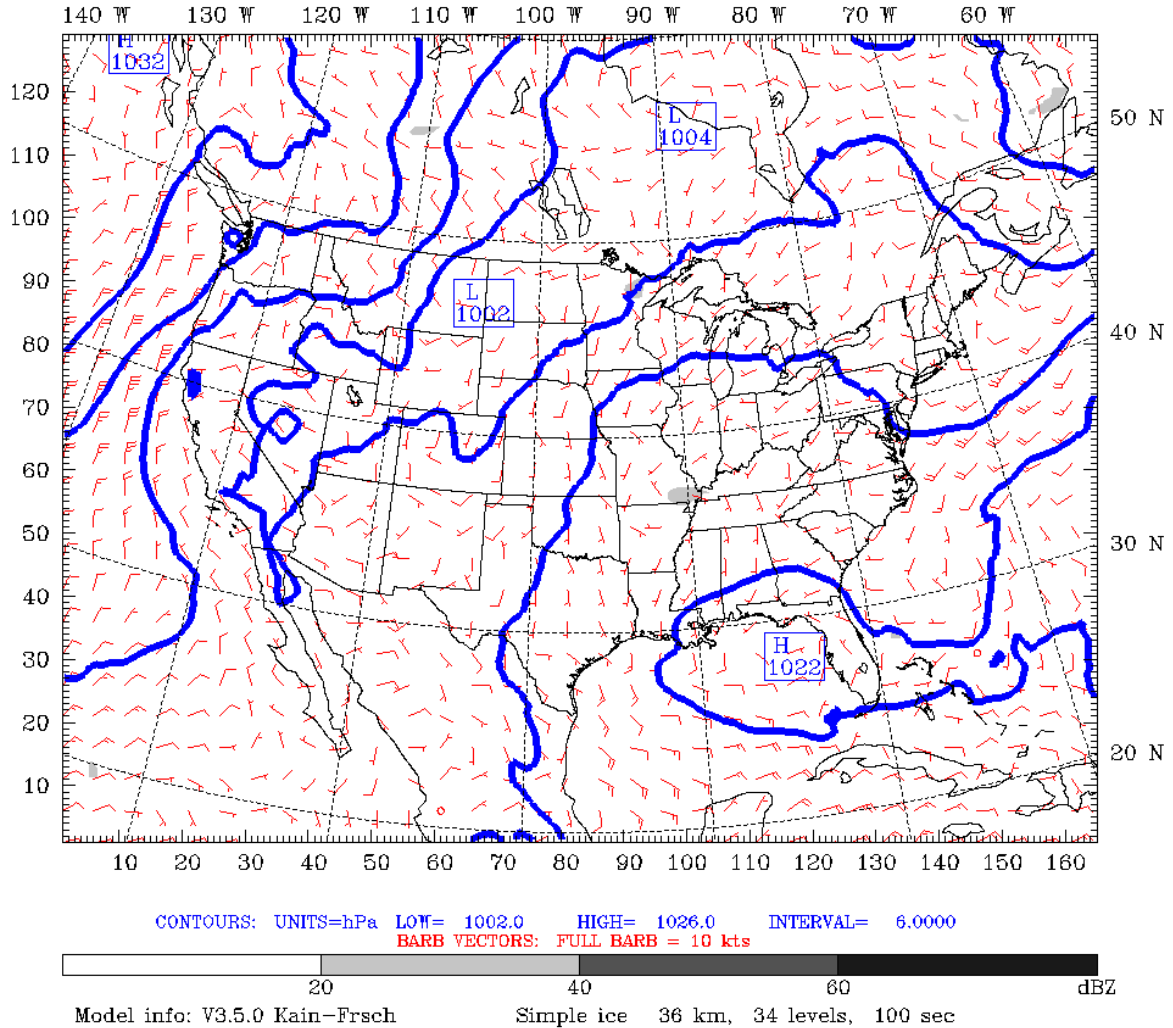 140 W 130 W 120 W 110 W 100 W 90 W 80 W 70 W 60 W
H
1032
120
L
1004
50 N
110
100
90
L
1002
40 N
80
70
60
50
30 N
40
H
1022
30
20
20 N
10
10 20 30 40 50 60 70 80 90 100 110 120 130 140 150 160
CONTOURS: UNITS=hPa LOW= 1002.0 HIGH= 1026.0 INTERVAL= 6.0000
BARB VECTORS: FULL BARB = 10 kts
20 40 60 dBZ
Model info: V3.5.0 Kain-Frsch Simple ice 36 km, 34 levels, 100 sec